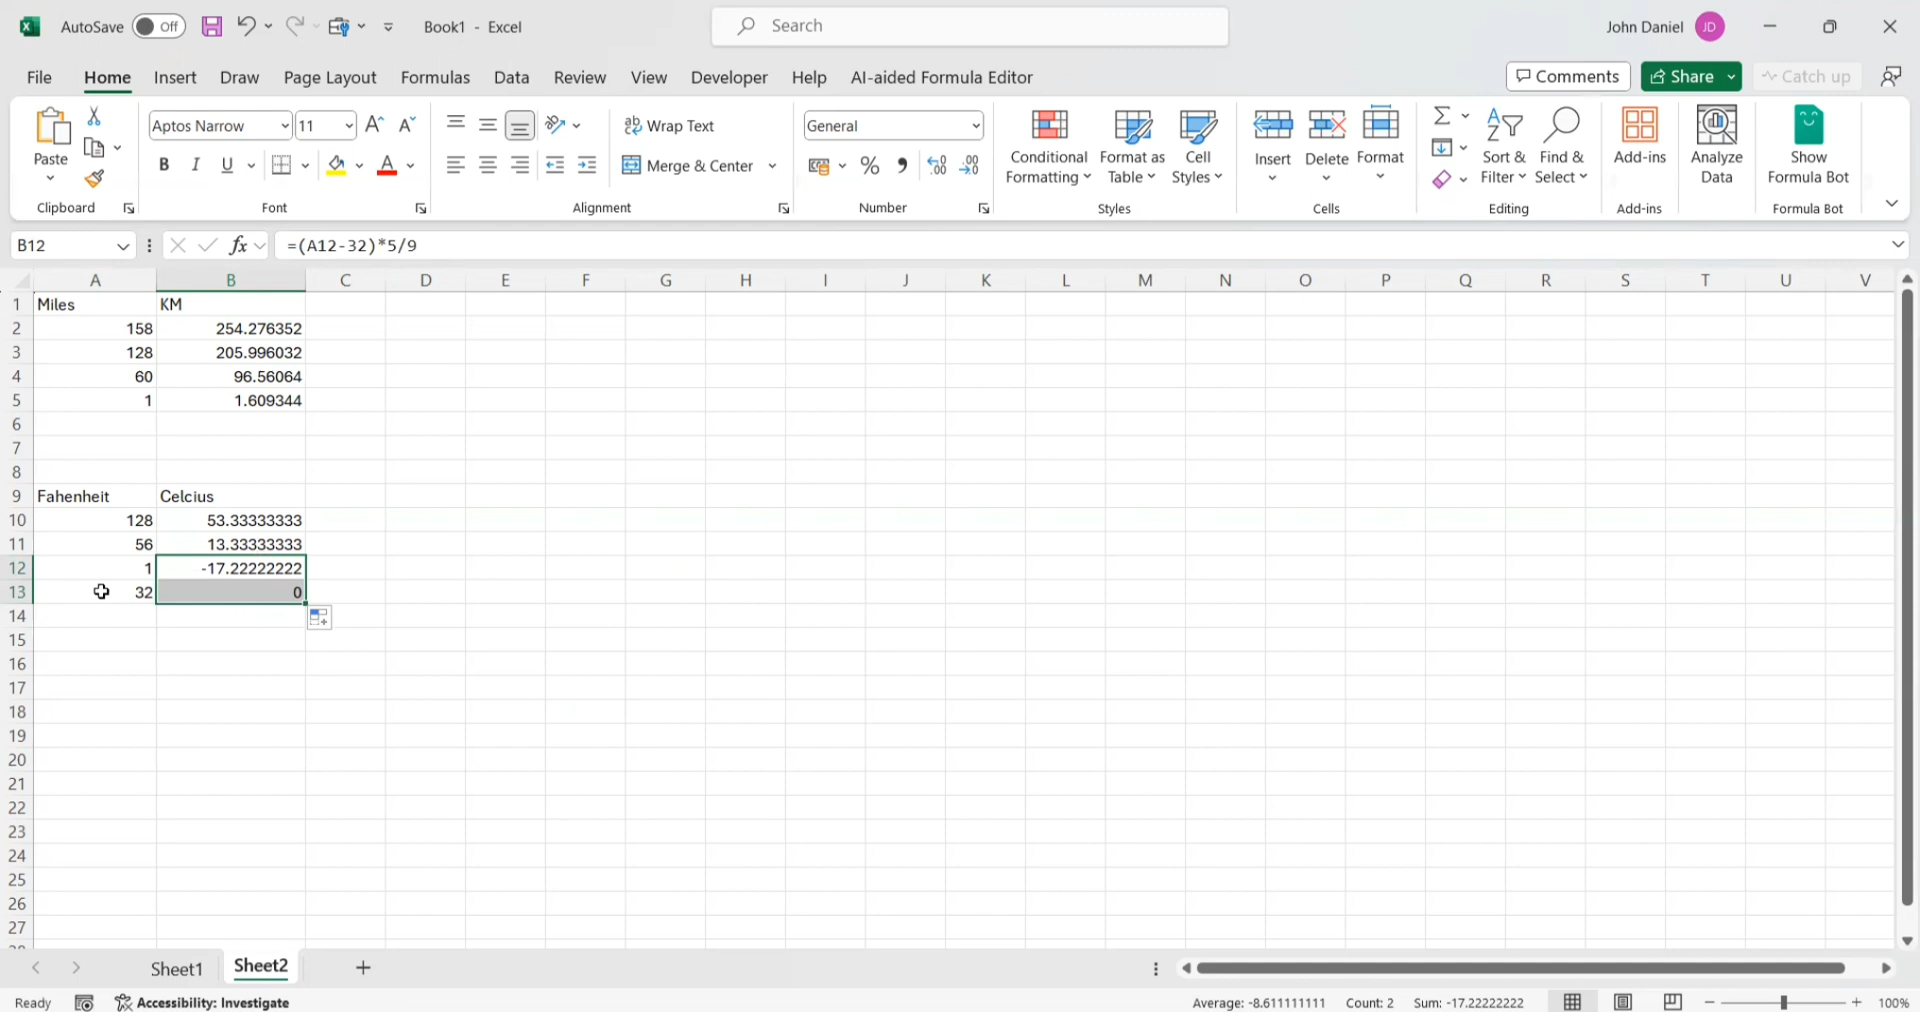 AutoSave Off Book1 - Excel Search John Daniel JD
File Home Insert Draw Page Layout Formulas Data Review View Developer Help AI-aided Formula Editor Comments Share Catch up
Paste Aptos Narrow 11 Wrap Text General Conditional Formatting Format as Table Cell Styles Insert Delete Format Sort & Filter Find & Select Add-ins Analyze Data Show Formula Bot
B I U Merge & Center
Clipboard Font Alignment Number Styles Cells Editing Add-ins Formula Bot
B12 fx =(A12-32)*5/9
A B C D E F G H I J K L M N O P Q R S T U V
1 Miles KM
2 158 254.276352
3 128 205.996032
4 60 96.56064
5 1 1.609344
6
7
8
9 Fahenheit Celcius
10 128 53.33333333
11 56 13.33333333
12 1 -17.22222222
13 32 0
14
15
16
17
18
19
20
21
22
23
24
25
26
27
Sheet1 Sheet2
Ready Accessibility: Investigate Average: -8.611111111 Count: 2 Sum: -17.22222222 100%